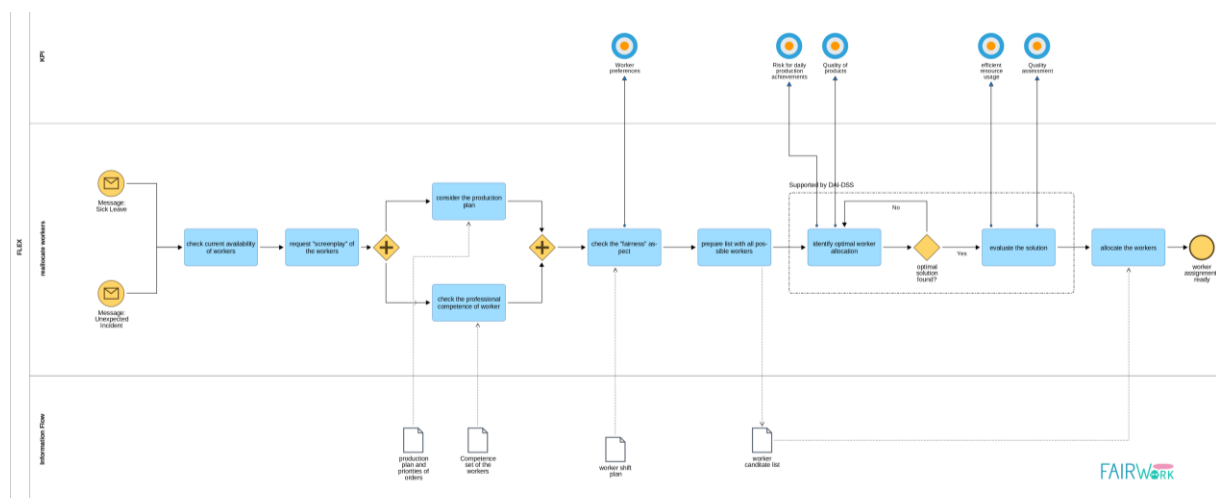 KPI
Worker
preferences
Risk for daily
production
achievements
Quality of
products
efficient
resource
usage
Quality
assessment
FLEX
reallocate workers
Message:
Sick Leave
Message:
Unexpected
Incident
check current availability
of workers
request "screenplay" of
the workers
consider the production
plan
check the professional
competence of worker
check the "fairness" as-
pect
prepare list with all pos-
sible workers
Supported by DAI-DSS
identify optimal worker
allocation
No
optimal
solution
found?
Yes
evaluate the solution
allocate the workers
worker
assignment
ready
Information Flow
production
plan and
priorities of
orders
Competence
set of the
workers
worker shift
plan
worker
canditate list
FAIRWORK